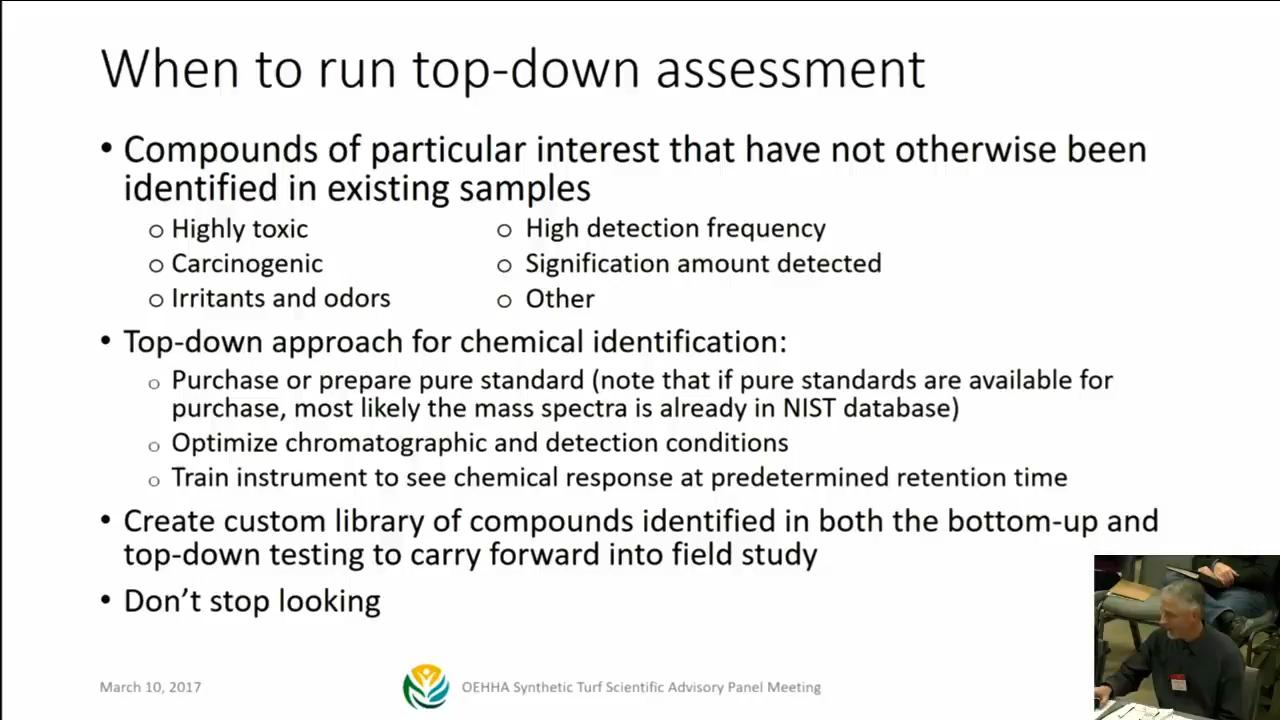 When to run top-down assessment
• Compounds of particular interest that have not otherwise been
identified in existing samples
o Highly toxic
o Carcinogenic
o Irritants and odors
o High detection frequency
o Signification amount detected
o Other
• Top-down approach for chemical identification:
o Purchase or prepare pure standard (note that if pure standards are available for
purchase, most likely the mass spectra is already in NIST database)
o Optimize chromatographic and detection conditions
o Train instrument to see chemical response at predetermined retention time
• Create custom library of compounds identified in both the bottom-up and
top-down testing to carry forward into field study
• Don’t stop looking
March 10, 2017
OEHHA Synthetic Turf Scientific Advisory Panel Meeting